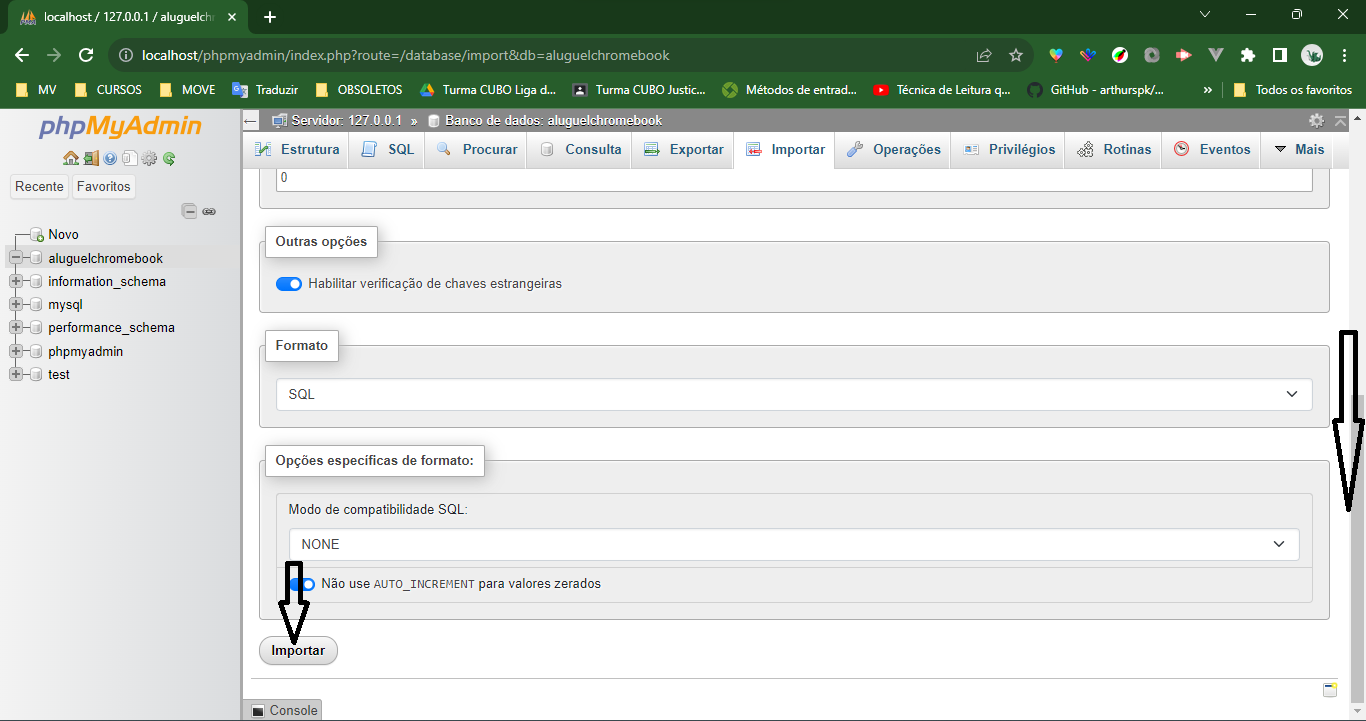 localhost / 127.0.0.1 / aluguelchr
localhost/phpmyadmin/index.php?route=/database/import&db=aluguelchromebook
MV CURSOS MOVE Traduzir OBSOLETOS Turma CUBO Liga d... Turma CUBO Justic... Métodos de entrad... Técnica de Leitura q... GitHub - arthurspk/... » Todos os favoritos
phpMyAdmin
Recente Favoritos
Novo
aluguelchromebook
information_schema
mysql
performance_schema
phpmyadmin
test
Servidor: 127.0.0.1 » Banco de dados: aluguelchromebook
Estrutura SQL Procurar Consulta Exportar Importar Operações Privilégios Rotinas Eventos Mais
0
Outras opções
Habilitar verificação de chaves estrangeiras
Formato
SQL
Opções específicas de formato:
Modo de compatibilidade SQL:
NONE
Não use AUTO_INCREMENT para valores zerados
Importar
Console